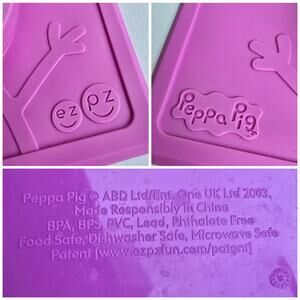 ez pz
Peppa Pig
Peppa Pig © ABD Ltd/Ent. One UK Ltd 2003.
Made Responsibly in China
BPA, BPS, PVC, Lead, Phthalate Free
Food Safe, Dishwasher Safe, Microwave Safe
Patent [www.ezpzfun.com/patent]